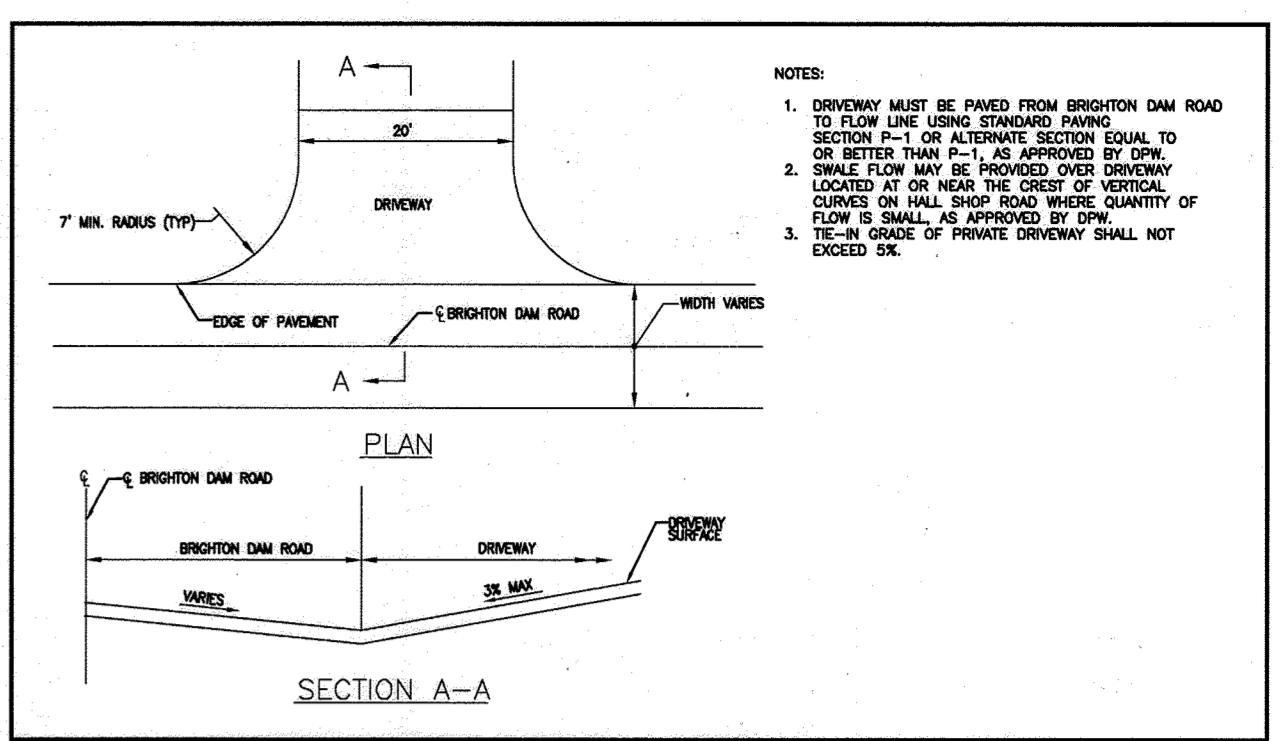 A
20'
DRIVEWAY
7' MIN. RADIUS (TYP)
EDGE OF PAVEMENT
℄ BRIGHTON DAM ROAD
WIDTH VARIES
A
PLAN
NOTES:
1. DRIVEWAY MUST BE PAVED FROM BRIGHTON DAM ROAD
TO FLOW LINE USING STANDARD PAVING
SECTION P-1 OR ALTERNATE SECTION EQUAL TO
OR BETTER THAN P-1, AS APPROVED BY DPW.
2. SWALE FLOW MAY BE PROVIDED OVER DRIVEWAY
LOCATED AT OR NEAR THE CREST OF VERTICAL
CURVES ON HALL SHOP ROAD WHERE QUANTITY OF
FLOW IS SMALL, AS APPROVED BY DPW.
3. TIE-IN GRADE OF PRIVATE DRIVEWAY SHALL NOT
EXCEED 5%.
℄
℄ BRIGHTON DAM ROAD
BRIGHTON DAM ROAD
DRIVEWAY
DRIVEWAY
SURFACE
VARIES
3% MAX
SECTION A-A